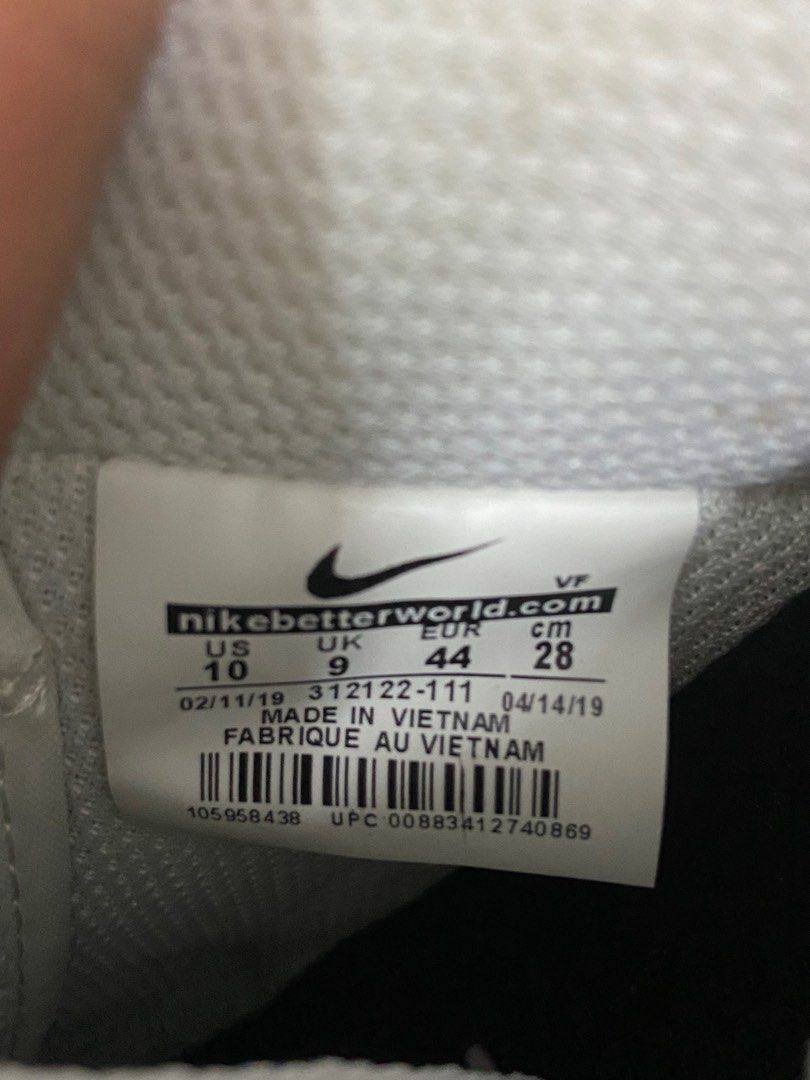 VF
nikebetterworld.com
US UK EUR cm
10 9 44 28
02/11/19 312122-111 04/14/19
MADE IN VIETNAM
FABRIQUE AU VIETNAM
105958438 UPC 00883412740869